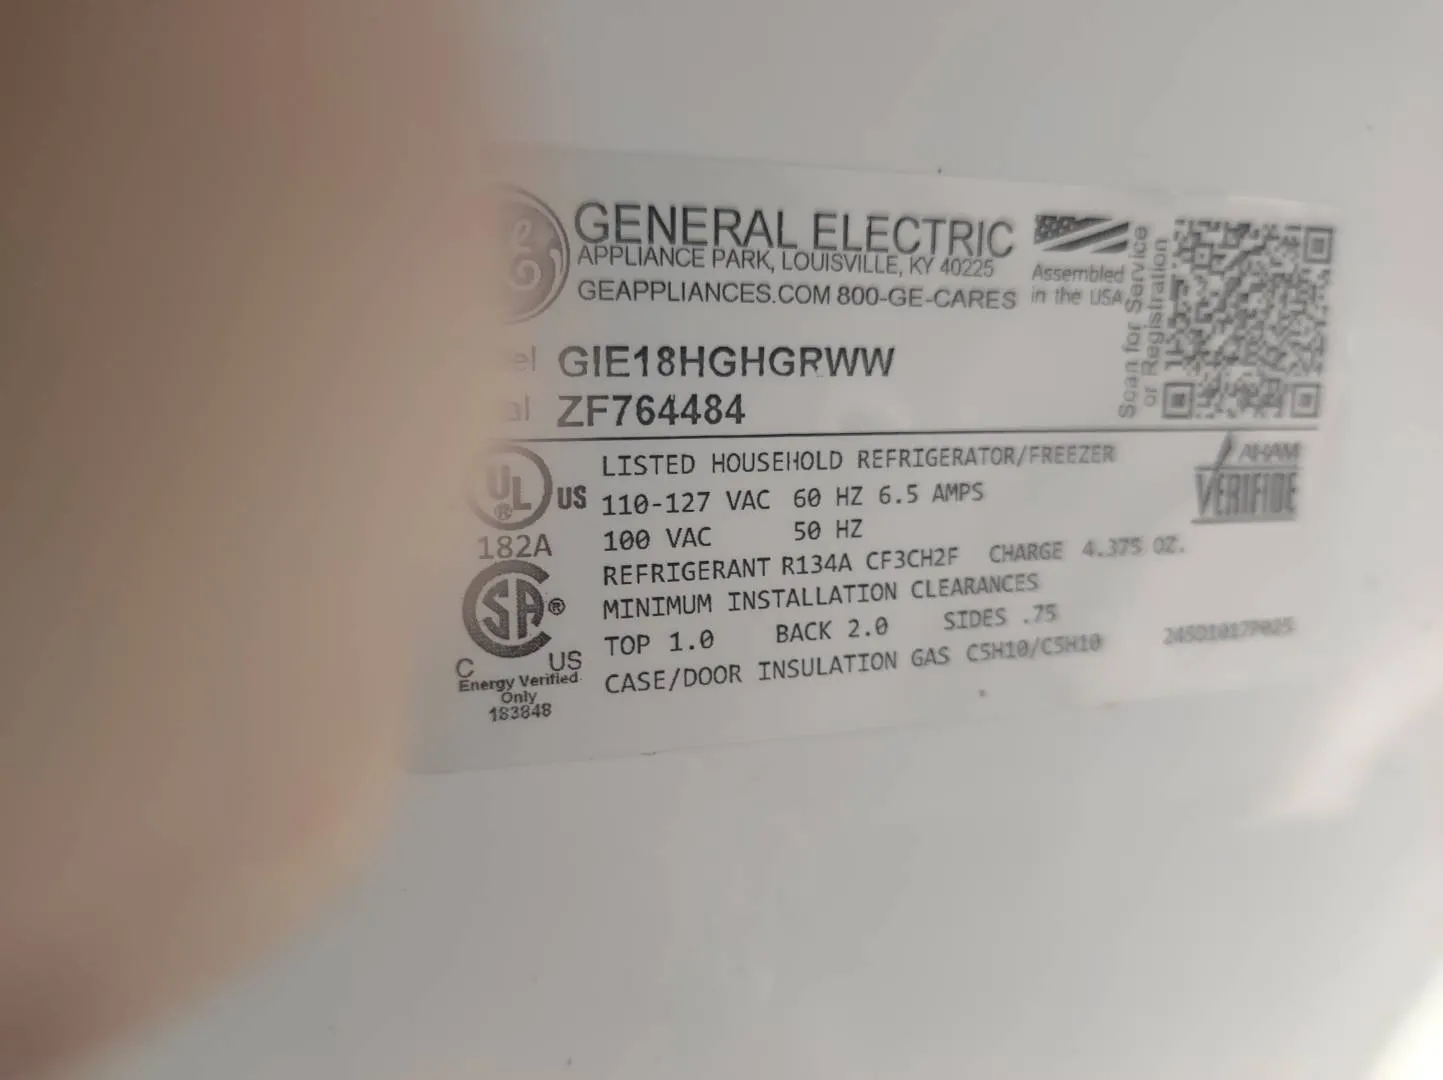 GENERAL ELECTRIC
APPLIANCE PARK, LOUISVILLE, KY 40225
GEAPPLIANCES.COM 800-GE-CARES
Assembled
in the USA
Scan for Service
or Registration
el GIE18HGHGRWW
al ZF764484
UL US
®
182A
LISTED HOUSEHOLD REFRIGERATOR/FREEZER
110-127 VAC 60 HZ 6.5 AMPS
100 VAC 50 HZ
REFRIGERANT R134A CF3CH2F CHARGE 4.375 OZ.
MINIMUM INSTALLATION CLEARANCES
TOP 1.0 BACK 2.0 SIDES .75
CASE/DOOR INSULATION GAS C5H10/C5H10
AHAM
VERIFIDE
SA ®
C US
Energy Verified
Only
183848